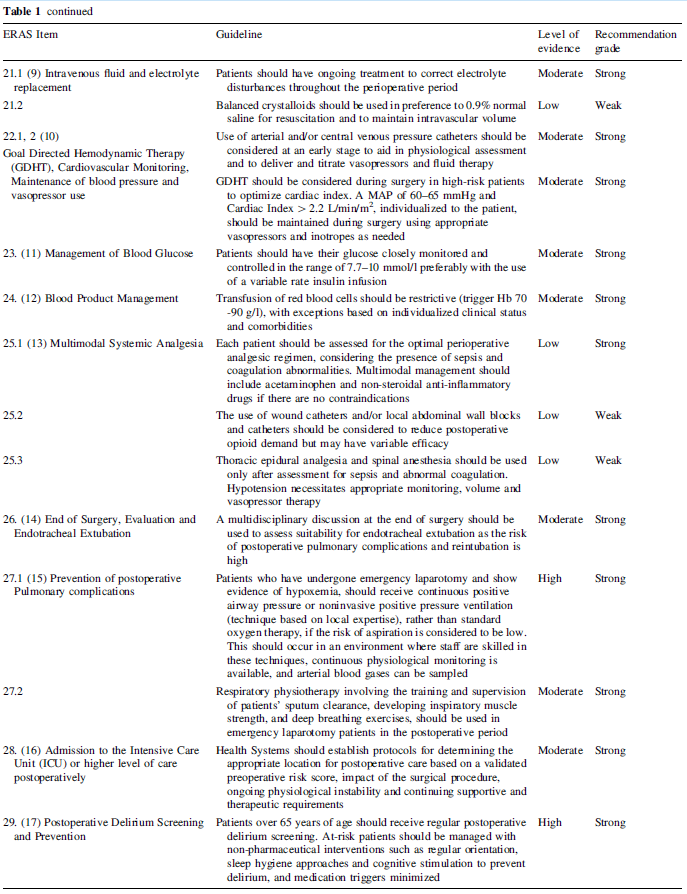 Table 1 continued
ERAS Item Guideline Level of evidence Recommendation grade
21.1 (9) Intravenous fluid and electrolyte replacement
Patients should have ongoing treatment to correct electrolyte
disturbances throughout the perioperative period
Moderate Strong
21.2
Balanced crystalloids should be used in preference to 0.9% normal
saline for resuscitation and to maintain intravascular volume
Low Weak
22.1, 2 (10)
Goal Directed Hemodynamic Therapy
(GDHT), Cardiovascular Monitoring,
Maintenance of blood pressure and
vasopressor use
Use of arterial and/or central venous pressure catheters should be
considered at an early stage to aid in physiological assessment
and to deliver and titrate vasopressors and fluid therapy
Moderate Strong
GDHT should be considered during surgery in high-risk patients
to optimize cardiac index. A MAP of 60–65 mmHg and
Cardiac Index > 2.2 L/min/m², individualized to the patient,
should be maintained during surgery using appropriate
vasopressors and inotropes as needed
Moderate Strong
23. (11) Management of Blood Glucose
Patients should have their glucose closely monitored and
controlled in the range of 7.7–10 mmol/l preferably with the use
of a variable rate insulin infusion
Moderate Strong
24. (12) Blood Product Management
Transfusion of red blood cells should be restrictive (trigger Hb 70
-90 g/l), with exceptions based on individualized clinical status
and comorbidities
Moderate Strong
25.1 (13) Multimodal Systemic Analgesia
Each patient should be assessed for the optimal perioperative
analgesic regimen, considering the presence of sepsis and
coagulation abnormalities. Multimodal management should
include acetaminophen and non-steroidal anti-inflammatory
drugs if there are no contraindications
Low Strong
25.2
The use of wound catheters and/or local abdominal wall blocks
and catheters should be considered to reduce postoperative
opioid demand but may have variable efficacy
Low Weak
25.3
Thoracic epidural analgesia and spinal anesthesia should be used
only after assessment for sepsis and abnormal coagulation.
Hypotension necessitates appropriate monitoring, volume and
vasopressor therapy
Low Weak
26. (14) End of Surgery, Evaluation and
Endotracheal Extubation
A multidisciplinary discussion at the end of surgery should be
used to assess suitability for endotracheal extubation as the risk
of postoperative pulmonary complications and reintubation is
high
Moderate Strong
27.1 (15) Prevention of postoperative
Pulmonary complications
Patients who have undergone emergency laparotomy and show
evidence of hypoxemia, should receive continuous positive
airway pressure or noninvasive positive pressure ventilation
(technique based on local expertise), rather than standard
oxygen therapy, if the risk of aspiration is considered to be low.
This should occur in an environment where staff are skilled in
these techniques, continuous physiological monitoring is
available, and arterial blood gases can be sampled
High Strong
27.2
Respiratory physiotherapy involving the training and supervision
of patients' sputum clearance, developing inspiratory muscle
strength, and deep breathing exercises, should be used in
emergency laparotomy patients in the postoperative period
Moderate Strong
28. (16) Admission to the Intensive Care
Unit (ICU) or higher level of care
postoperatively
Health Systems should establish protocols for determining the
appropriate location for postoperative care based on a validated
preoperative risk score, impact of the surgical procedure,
ongoing physiological instability and continuing supportive and
therapeutic requirements
Moderate Strong
29. (17) Postoperative Delirium Screening
and Prevention
Patients over 65 years of age should receive regular postoperative
delirium screening. At-risk patients should be managed with
non-pharmaceutical interventions such as regular orientation,
sleep hygiene approaches and cognitive stimulation to prevent
delirium, and medication triggers minimized
High Strong